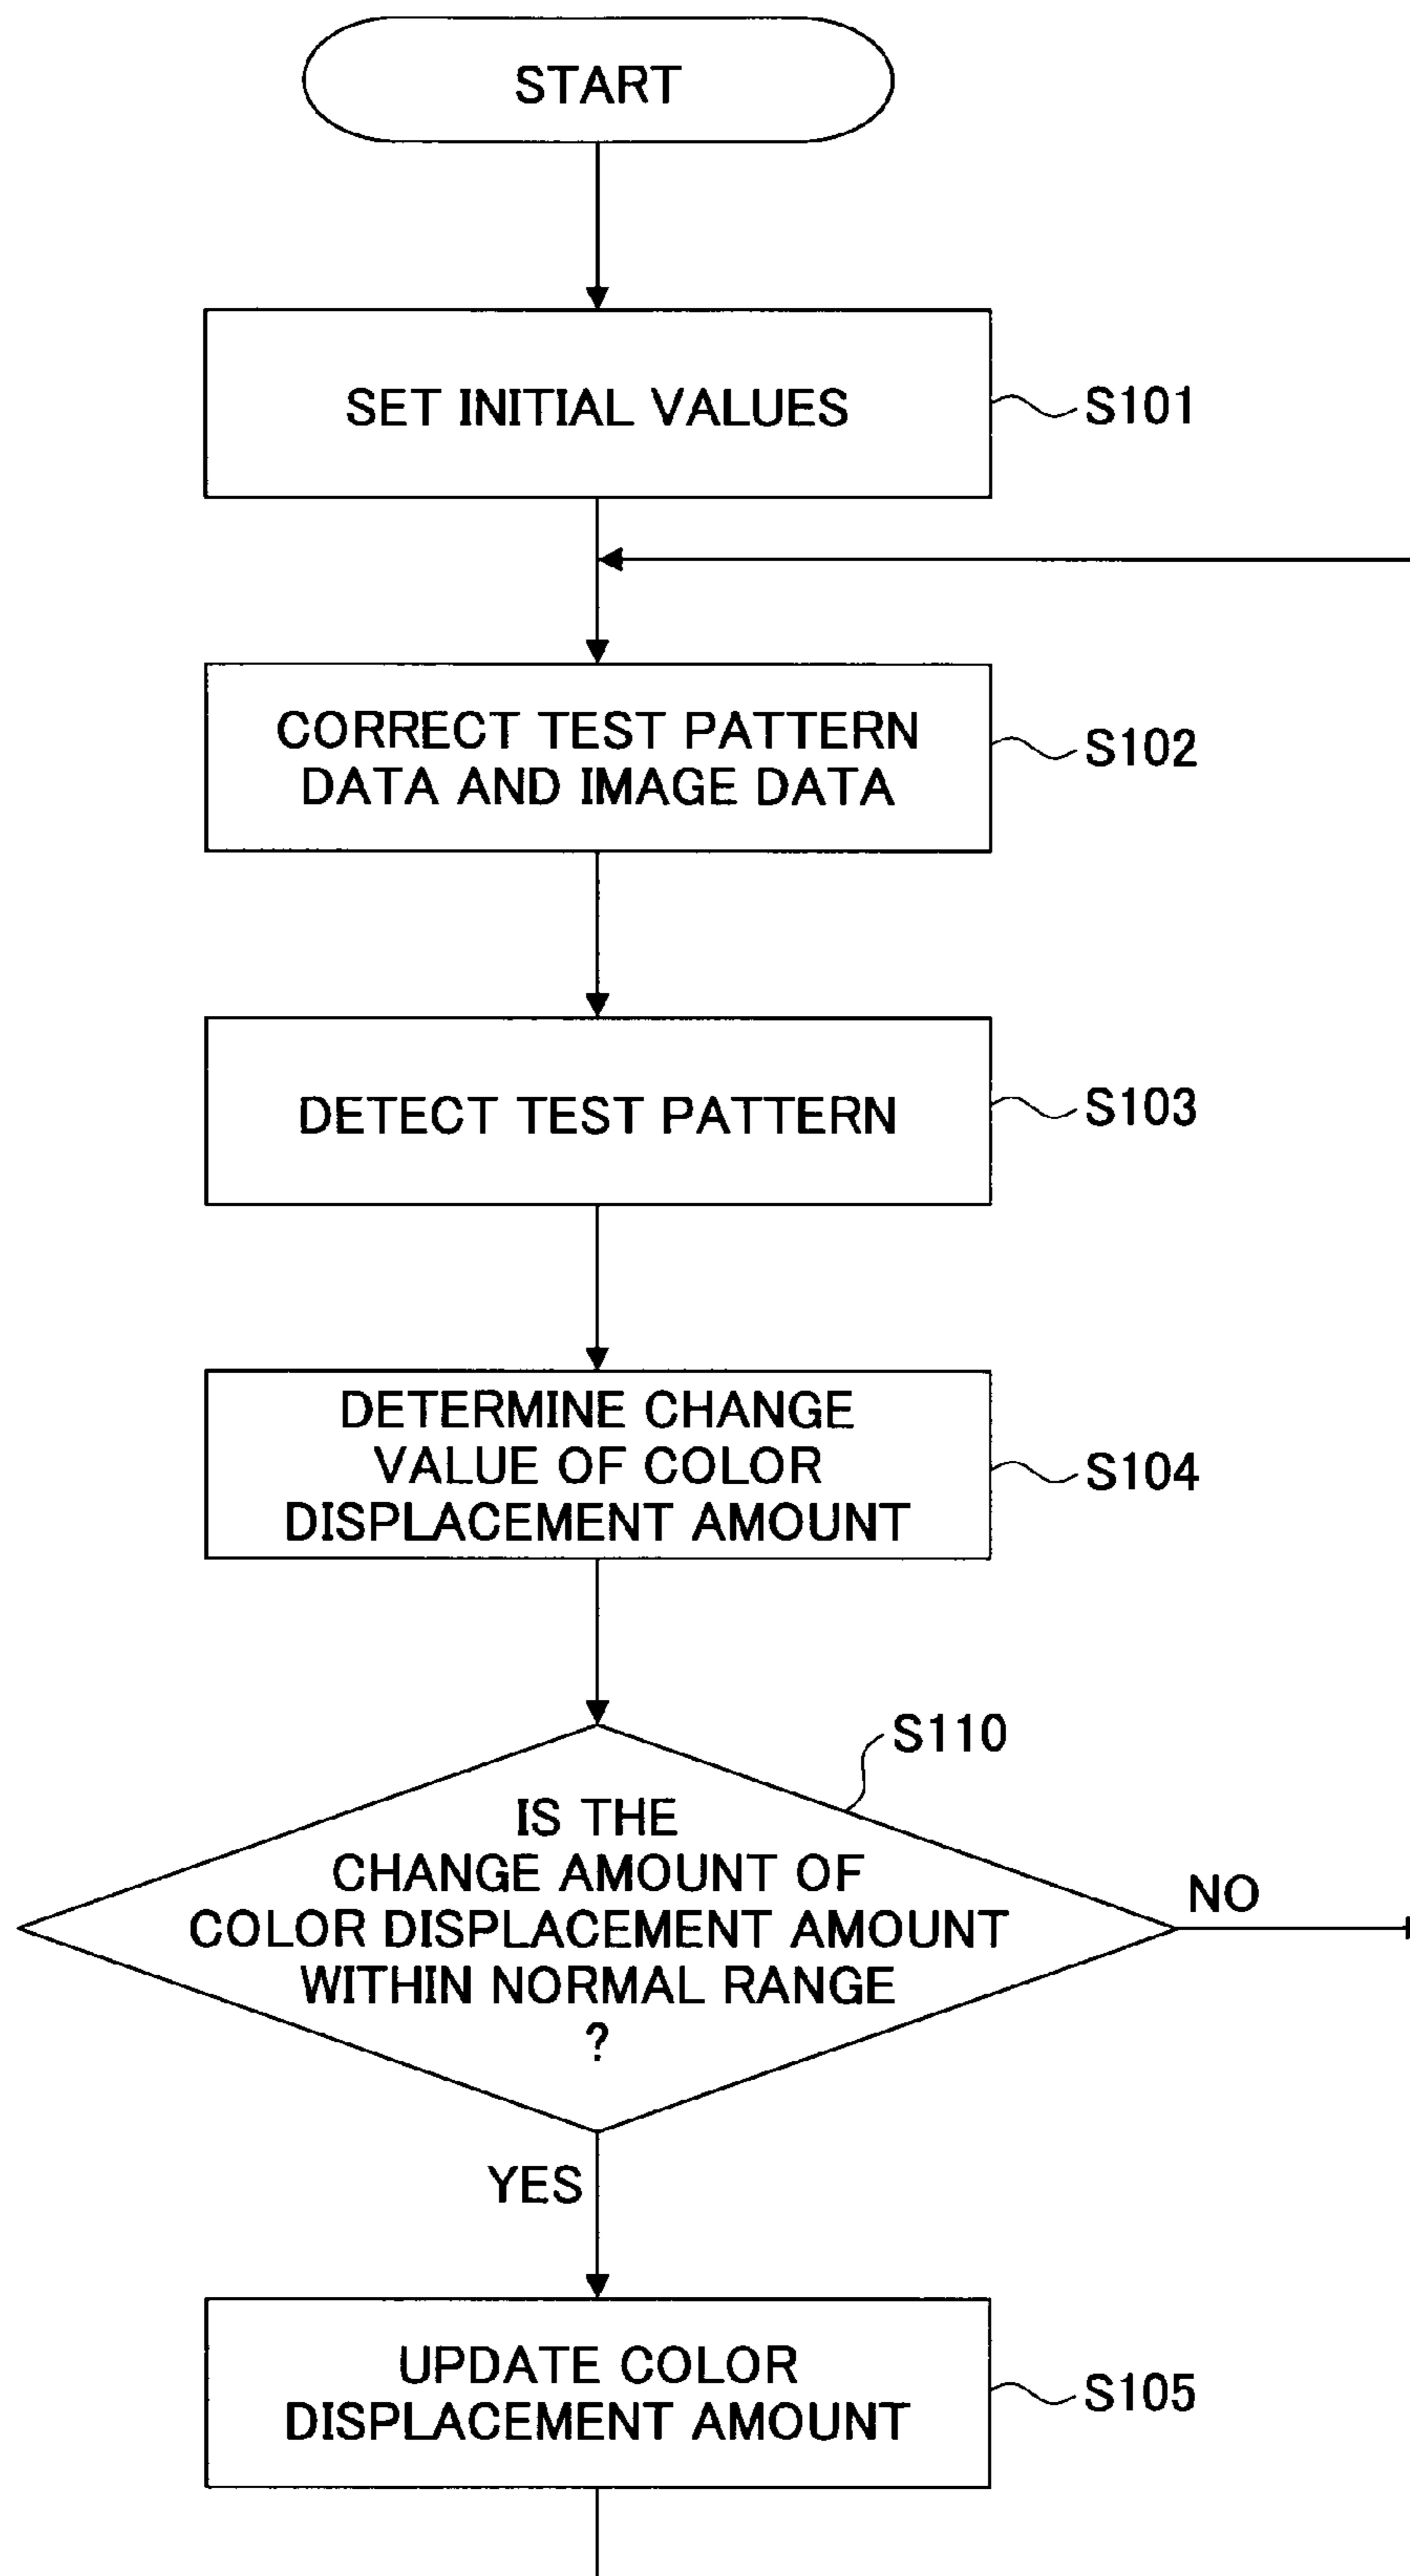 START
SET INITIAL VALUES
S101
CORRECT TEST PATTERN
DATA AND IMAGE DATA
S102
DETECT TEST PATTERN
S103
DETERMINE CHANGE
VALUE OF COLOR
DISPLACEMENT AMOUNT
S104
S110
IS THE
CHANGE AMOUNT OF
COLOR DISPLACEMENT AMOUNT
WITHIN NORMAL RANGE
?
NO
YES
UPDATE COLOR
DISPLACEMENT AMOUNT
S105